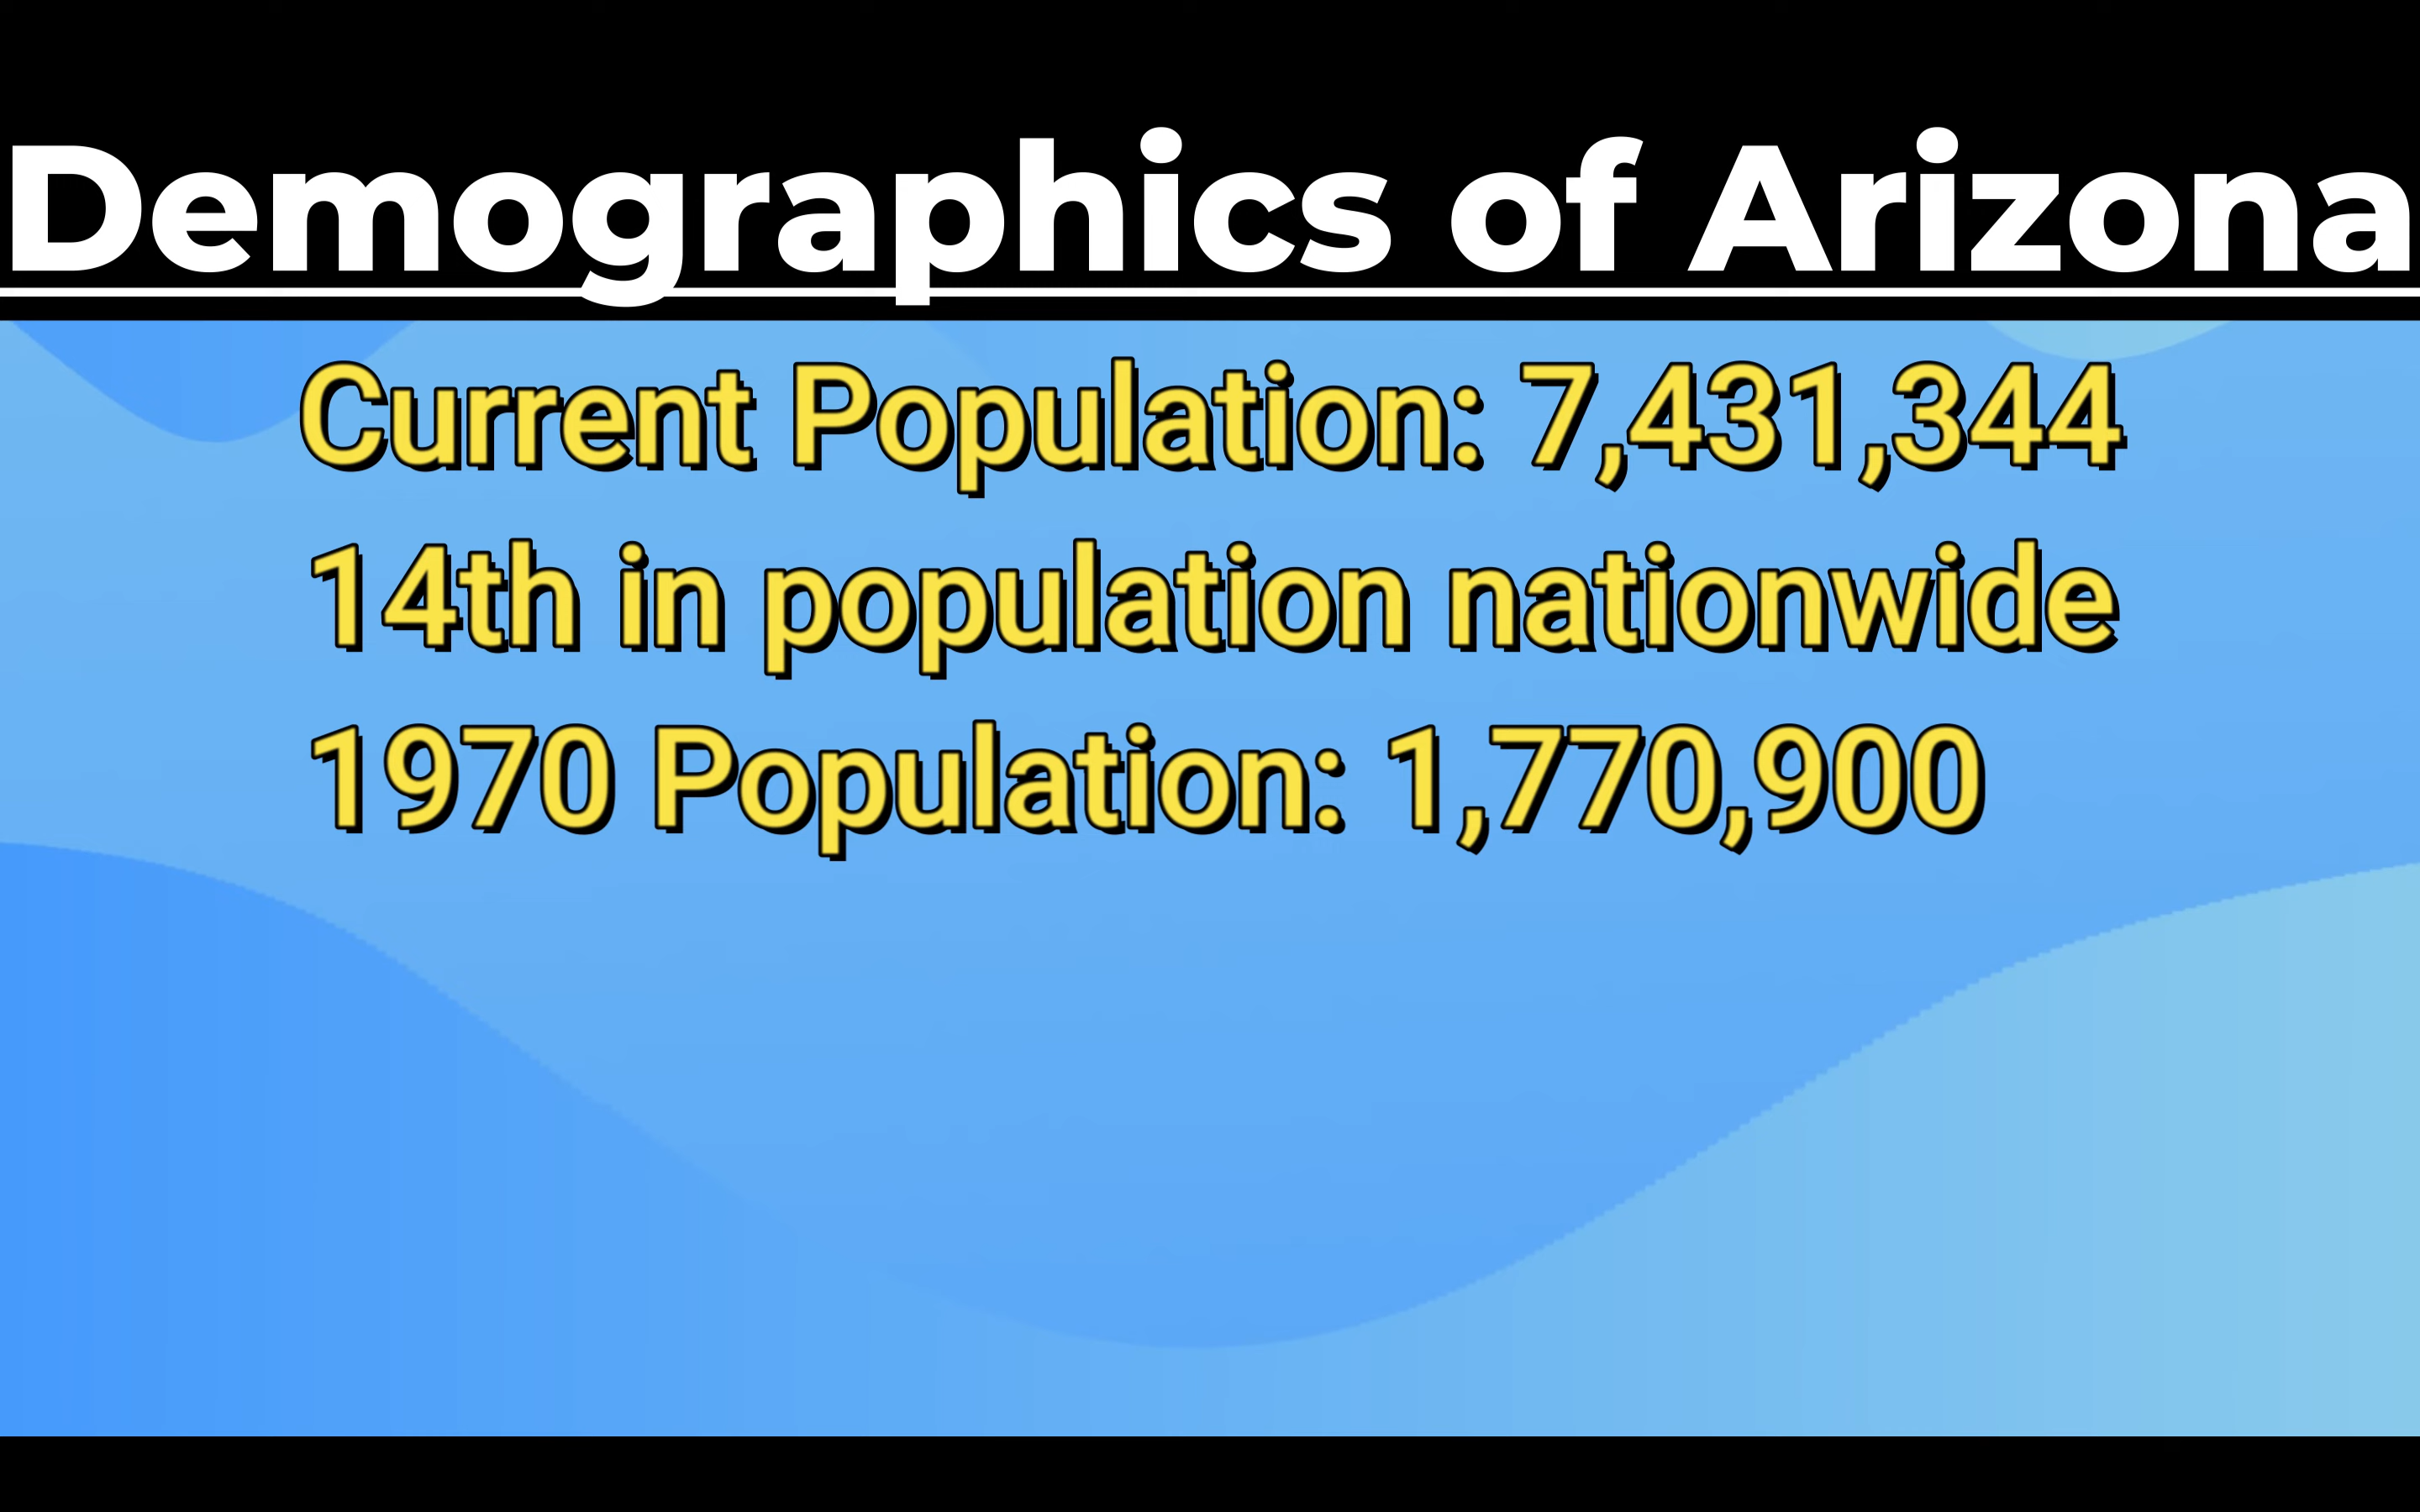 Demographics of Arizona
Current Population: 7,431,344
14th in population nationwide
1970 Population: 1,770,900